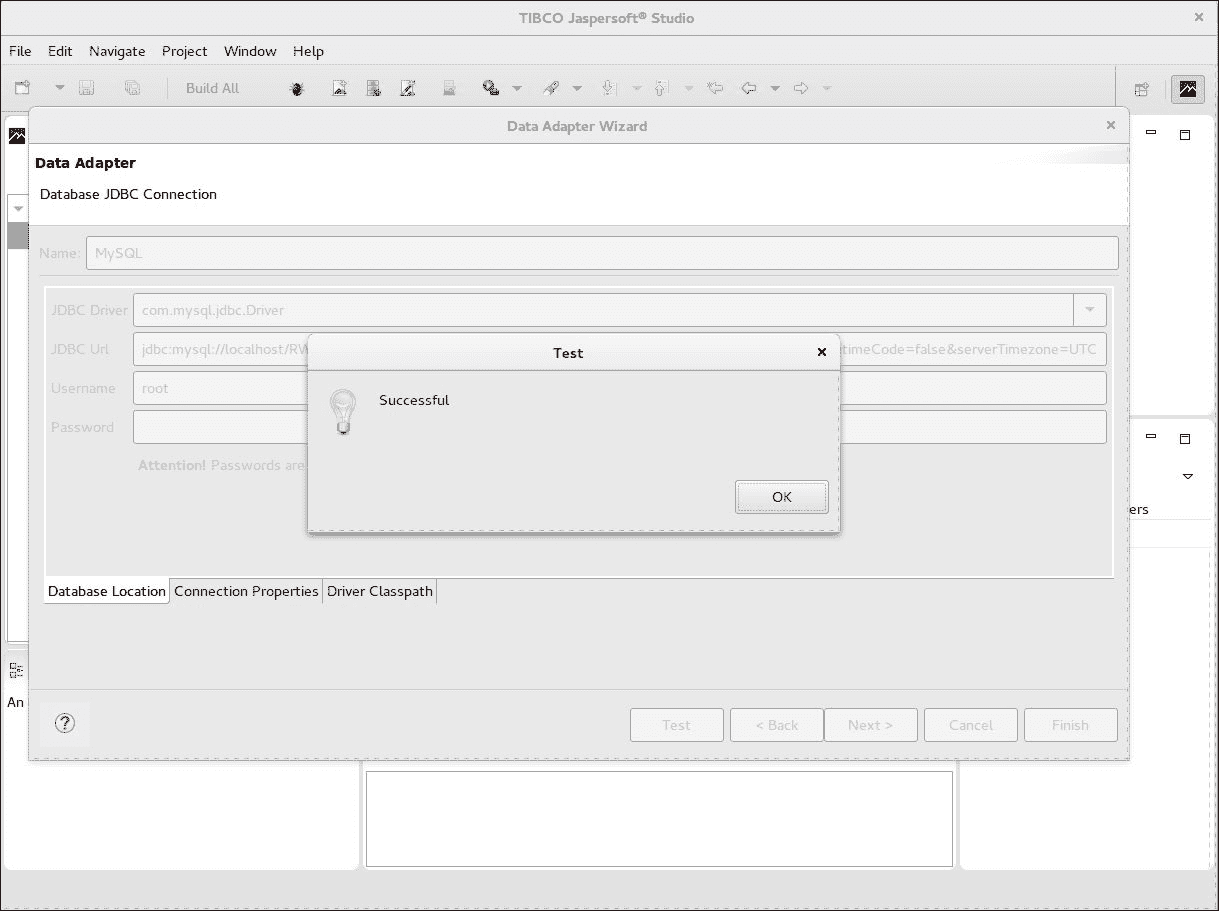 TIBCO Jaspersoft® Studio
File Edit Navigate Project Window Help
Build All
Data Adapter Wizard
Data Adapter
Database JDBC Connection
Name: MySQL
JDBC Driver com.mysql.jdbc.Driver
JDBC Url jdbc:mysql://localhost/RW timeCode=false&serverTimezone=UTC
Test
Username root
Successful
Password
Attention! Passwords are
OK
ers
Database Location Connection Properties Driver Classpath
An
? Test < Back Next > Cancel Finish